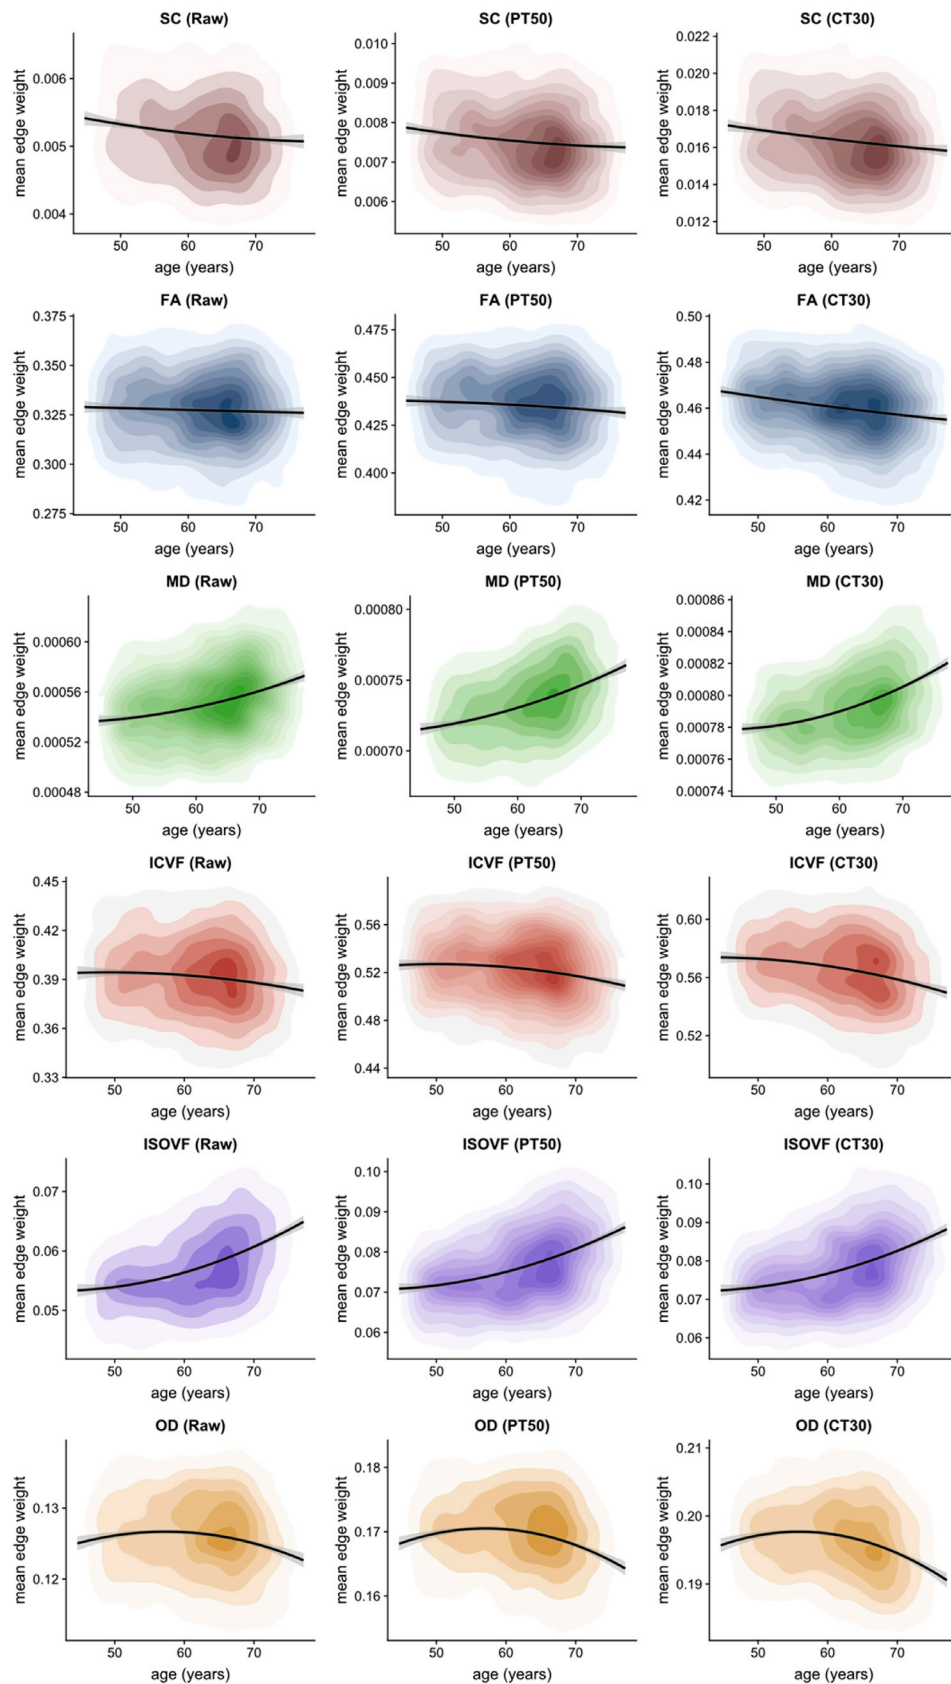 SC (Raw)
mean edge weight
0.006
0.005
0.004
50 60 70
age (years)
SC (PT50)
mean edge weight
0.010
0.009
0.008
0.007
0.006
50 60 70
age (years)
SC (CT30)
mean edge weight
0.022
0.020
0.018
0.016
0.014
0.012
50 60 70
age (years)
FA (Raw)
mean edge weight
0.375
0.350
0.325
0.300
0.275
50 60 70
age (years)
FA (PT50)
mean edge weight
0.475
0.450
0.425
0.400
50 60 70
age (years)
FA (CT30)
mean edge weight
0.50
0.48
0.46
0.44
0.42
50 60 70
age (years)
MD (Raw)
mean edge weight
0.00060
0.00056
0.00052
0.00048
50 60 70
age (years)
MD (PT50)
mean edge weight
0.00080
0.00075
0.00070
50 60 70
age (years)
MD (CT30)
mean edge weight
0.00086
0.00084
0.00082
0.00080
0.00078
0.00076
0.00074
50 60 70
age (years)
ICVF (Raw)
mean edge weight
0.45
0.42
0.39
0.36
0.33
50 60 70
age (years)
ICVF (PT50)
mean edge weight
0.56
0.52
0.48
0.44
50 60 70
age (years)
ICVF (CT30)
mean edge weight
0.60
0.56
0.52
50 60 70
age (years)
ISOVF (Raw)
mean edge weight
0.07
0.06
0.05
50 60 70
age (years)
ISOVF (PT50)
mean edge weight
0.10
0.09
0.08
0.07
0.06
50 60 70
age (years)
ISOVF (CT30)
mean edge weight
0.10
0.09
0.08
0.07
0.06
50 60 70
age (years)
OD (Raw)
mean edge weight
0.13
0.12
50 60 70
age (years)
OD (PT50)
mean edge weight
0.18
0.17
0.16
50 60 70
age (years)
OD (CT30)
mean edge weight
0.21
0.20
0.19
50 60 70
age (years)